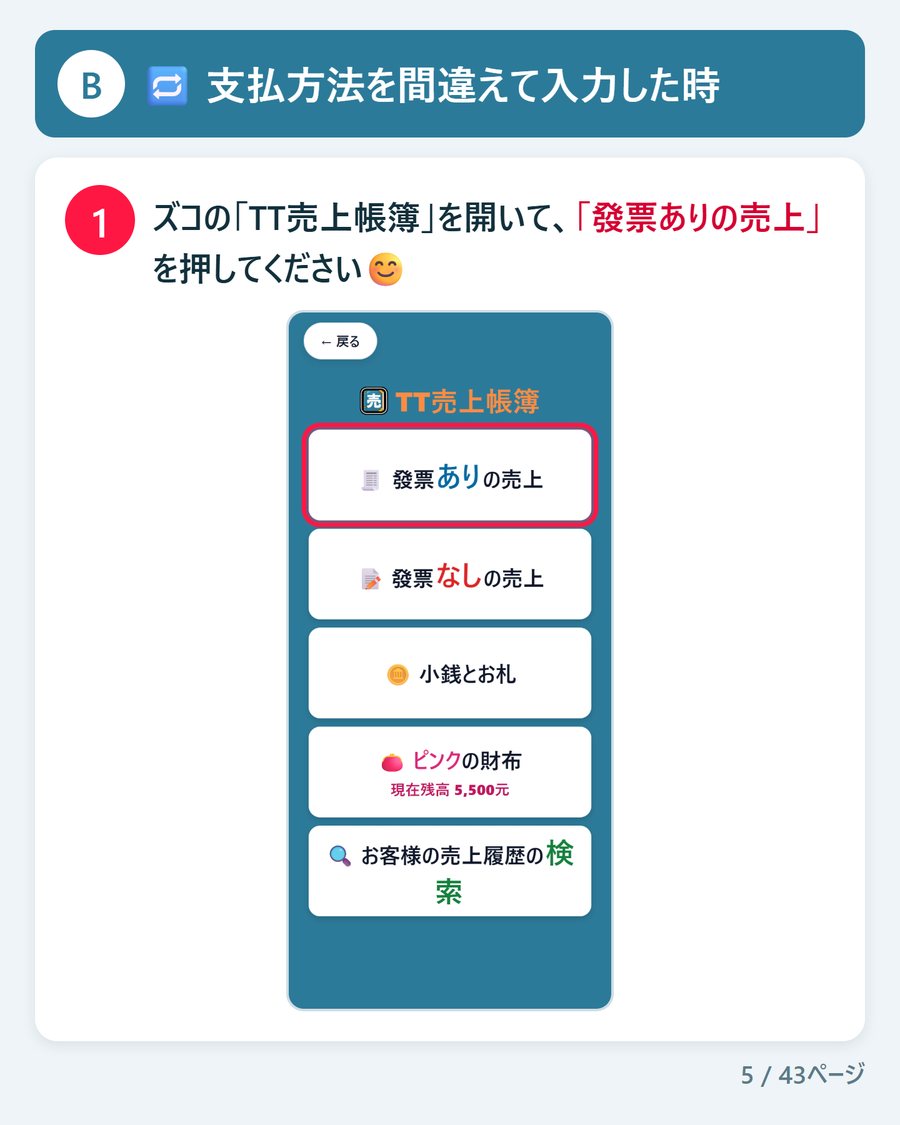 B 🔁 支払方法を間違えて入力した時
1 ズコの「TT売上帳簿」を開いて、「發票ありの売上」
を押してください😊
← 戻る
売 TT売上帳簿
發票ありの売上
發票なしの売上
小銭とお札
ピンクの財布
現在残高 5,500元
お客様の売上履歴の検
索
5 / 43ページ